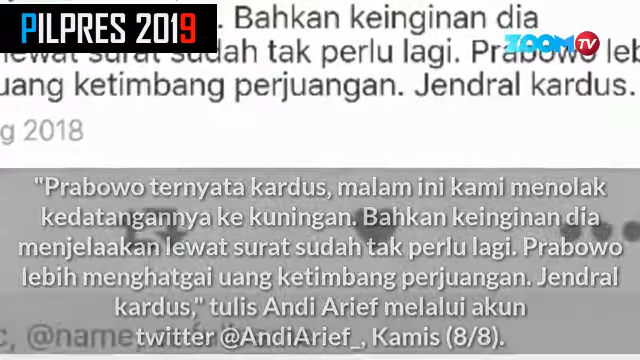 PILPRES 2019
. Bahkan keinginan dia
ZOOM TV
lewat surat sudah tak perlu lagi. Prabowo leb
uang ketimbang perjuangan. Jendral kardus.
g 2018
"Prabowo ternyata kardus, malam ini kami menolak
kedatangannya ke kuningan. Bahkan keinginan dia
menjelaakan lewat surat sudah tak perlu lagi. Prabowo
lebih menghatgai uang ketimbang perjuangan. Jendral
kardus," tulis Andi Arief melalui akun
twitter @AndiArief_, Kamis (8/8).